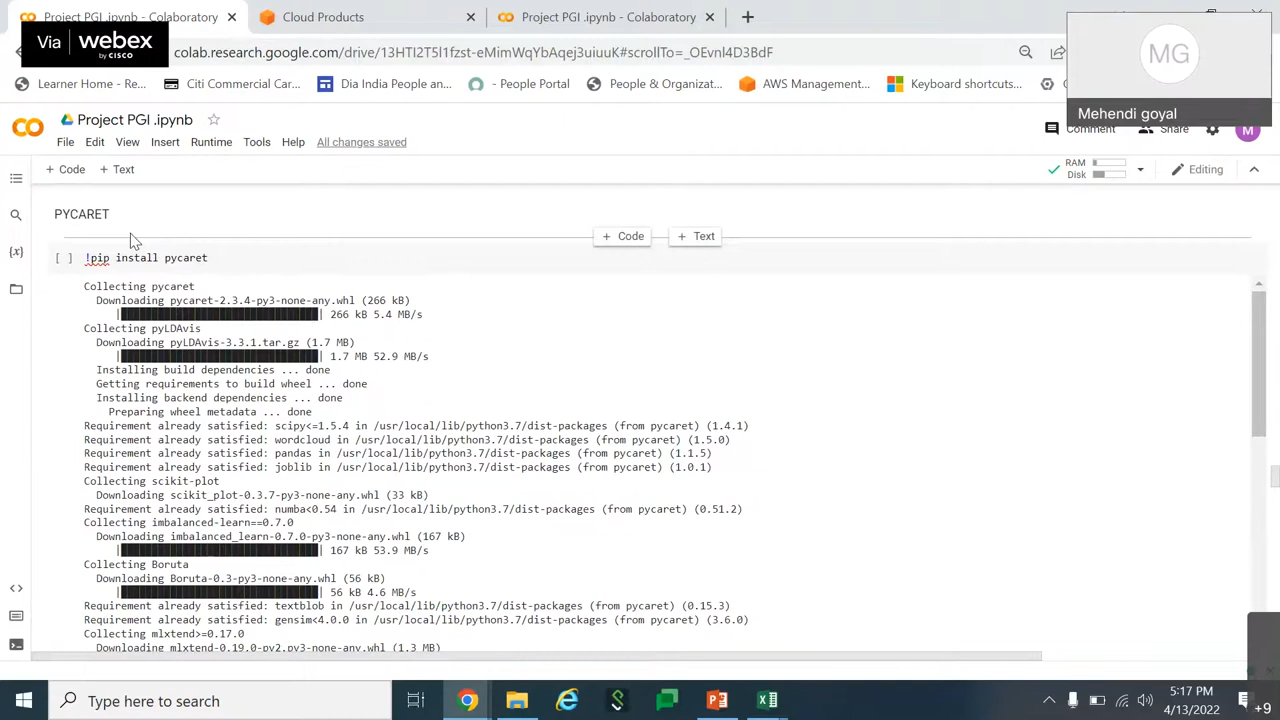 Project PGI .ipynb - Colaboratory
Cloud Products
Project PGI .ipynb - Colaboratory
Via webex
by CISCO
colab.research.google.com/drive/13HTI2T5I1fzst-eMimWqYbAqej3uiuuK#scrollTo=_OEvnl4D3BdF
MG
Mehendi goyal
Learner Home - Re...
Citi Commercial Car...
Dia India People an...
- People Portal
People & Organizat...
AWS Management...
Keyboard shortcuts...
Project PGI .ipynb
Comment
Share
M
File Edit View Insert Runtime Tools Help All changes saved
+ Code + Text
RAM
Disk
Editing
PYCARET
+ Code + Text
[ ] !pip install pycaret
Collecting pycaret
Downloading pycaret-2.3.4-py3-none-any.whl (266 kB)
| 266 kB 5.4 MB/s
Collecting pyLDAvis
Downloading pyLDAvis-3.3.1.tar.gz (1.7 MB)
| 1.7 MB 52.9 MB/s
Installing build dependencies ... done
Getting requirements to build wheel ... done
Installing backend dependencies ... done
Preparing wheel metadata ... done
Requirement already satisfied: scipy<=1.5.4 in /usr/local/lib/python3.7/dist-packages (from pycaret) (1.4.1)
Requirement already satisfied: wordcloud in /usr/local/lib/python3.7/dist-packages (from pycaret) (1.5.0)
Requirement already satisfied: pandas in /usr/local/lib/python3.7/dist-packages (from pycaret) (1.1.5)
Requirement already satisfied: joblib in /usr/local/lib/python3.7/dist-packages (from pycaret) (1.0.1)
Collecting scikit-plot
Downloading scikit_plot-0.3.7-py3-none-any.whl (33 kB)
Requirement already satisfied: numba<0.54 in /usr/local/lib/python3.7/dist-packages (from pycaret) (0.51.2)
Collecting imbalanced-learn==0.7.0
Downloading imbalanced_learn-0.7.0-py3-none-any.whl (167 kB)
| 167 kB 53.9 MB/s
Collecting Boruta
Downloading Boruta-0.3-py3-none-any.whl (56 kB)
| 56 kB 4.6 MB/s
Requirement already satisfied: textblob in /usr/local/lib/python3.7/dist-packages (from pycaret) (0.15.3)
Requirement already satisfied: gensim<4.0.0 in /usr/local/lib/python3.7/dist-packages (from pycaret) (3.6.0)
Collecting mlxtend>=0.17.0
Downloading mlxtend-0.19.0-py2.py3-none-any.whl (1.3 MB)
Type here to search
5:17 PM
4/13/2022
+9